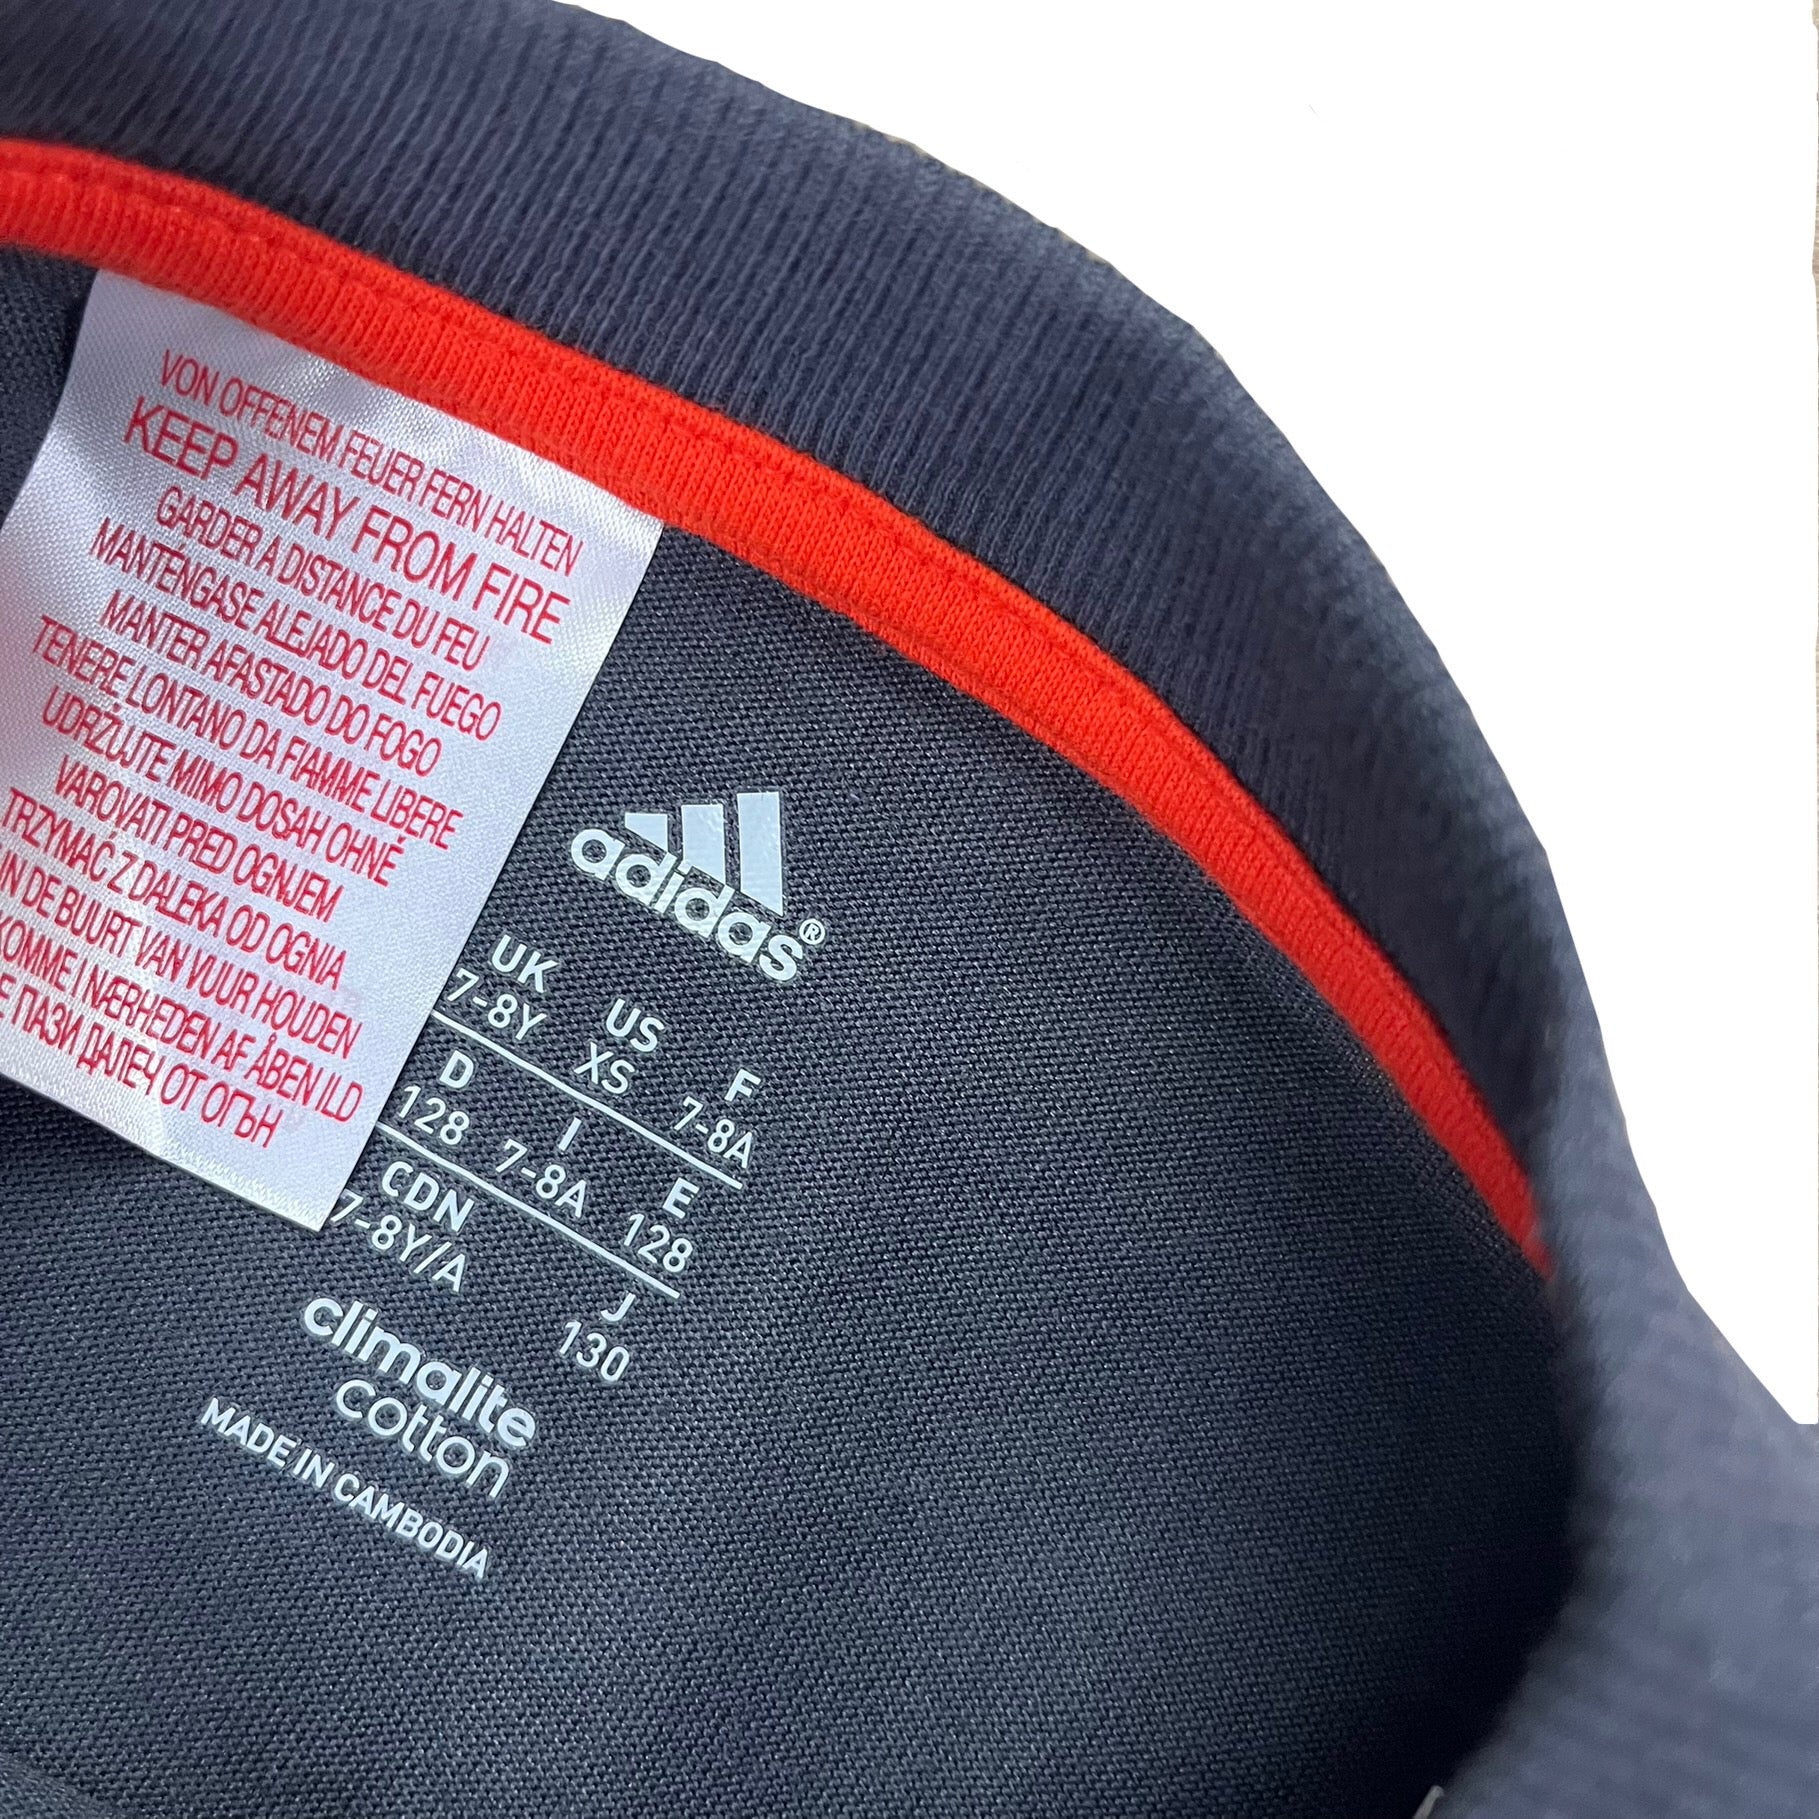 VON OFFENEM FEUER FERN HALTEN
KEEP AWAY FROM FIRE
GARDER A DISTANCE DU FEU
MANTENGASE ALEJADO DEL FUEGO
MANTER AFASTADO DO FOGO
TENERE LONTANO DA FIAMME LIBERE
UDRŽUJTE MIMO DOSAH OHNĚ
VAROVATI PRED OGNJEM
TRZYMAC Z DALEKA OD OGNIA
IN DE BUURT VAN VUUR HOUDEN
KOMME I NÆRHEDEN AF ÅBEN ILD
ПАЗИ ДАЛЕЧ ОТ ОГЪН
adidas®
UK US F
7-8Y XS 7-8A
D I E
128 7-8A 128
CDN J
7-8Y/A 130
climalite
cotton
MADE IN CAMBODIA